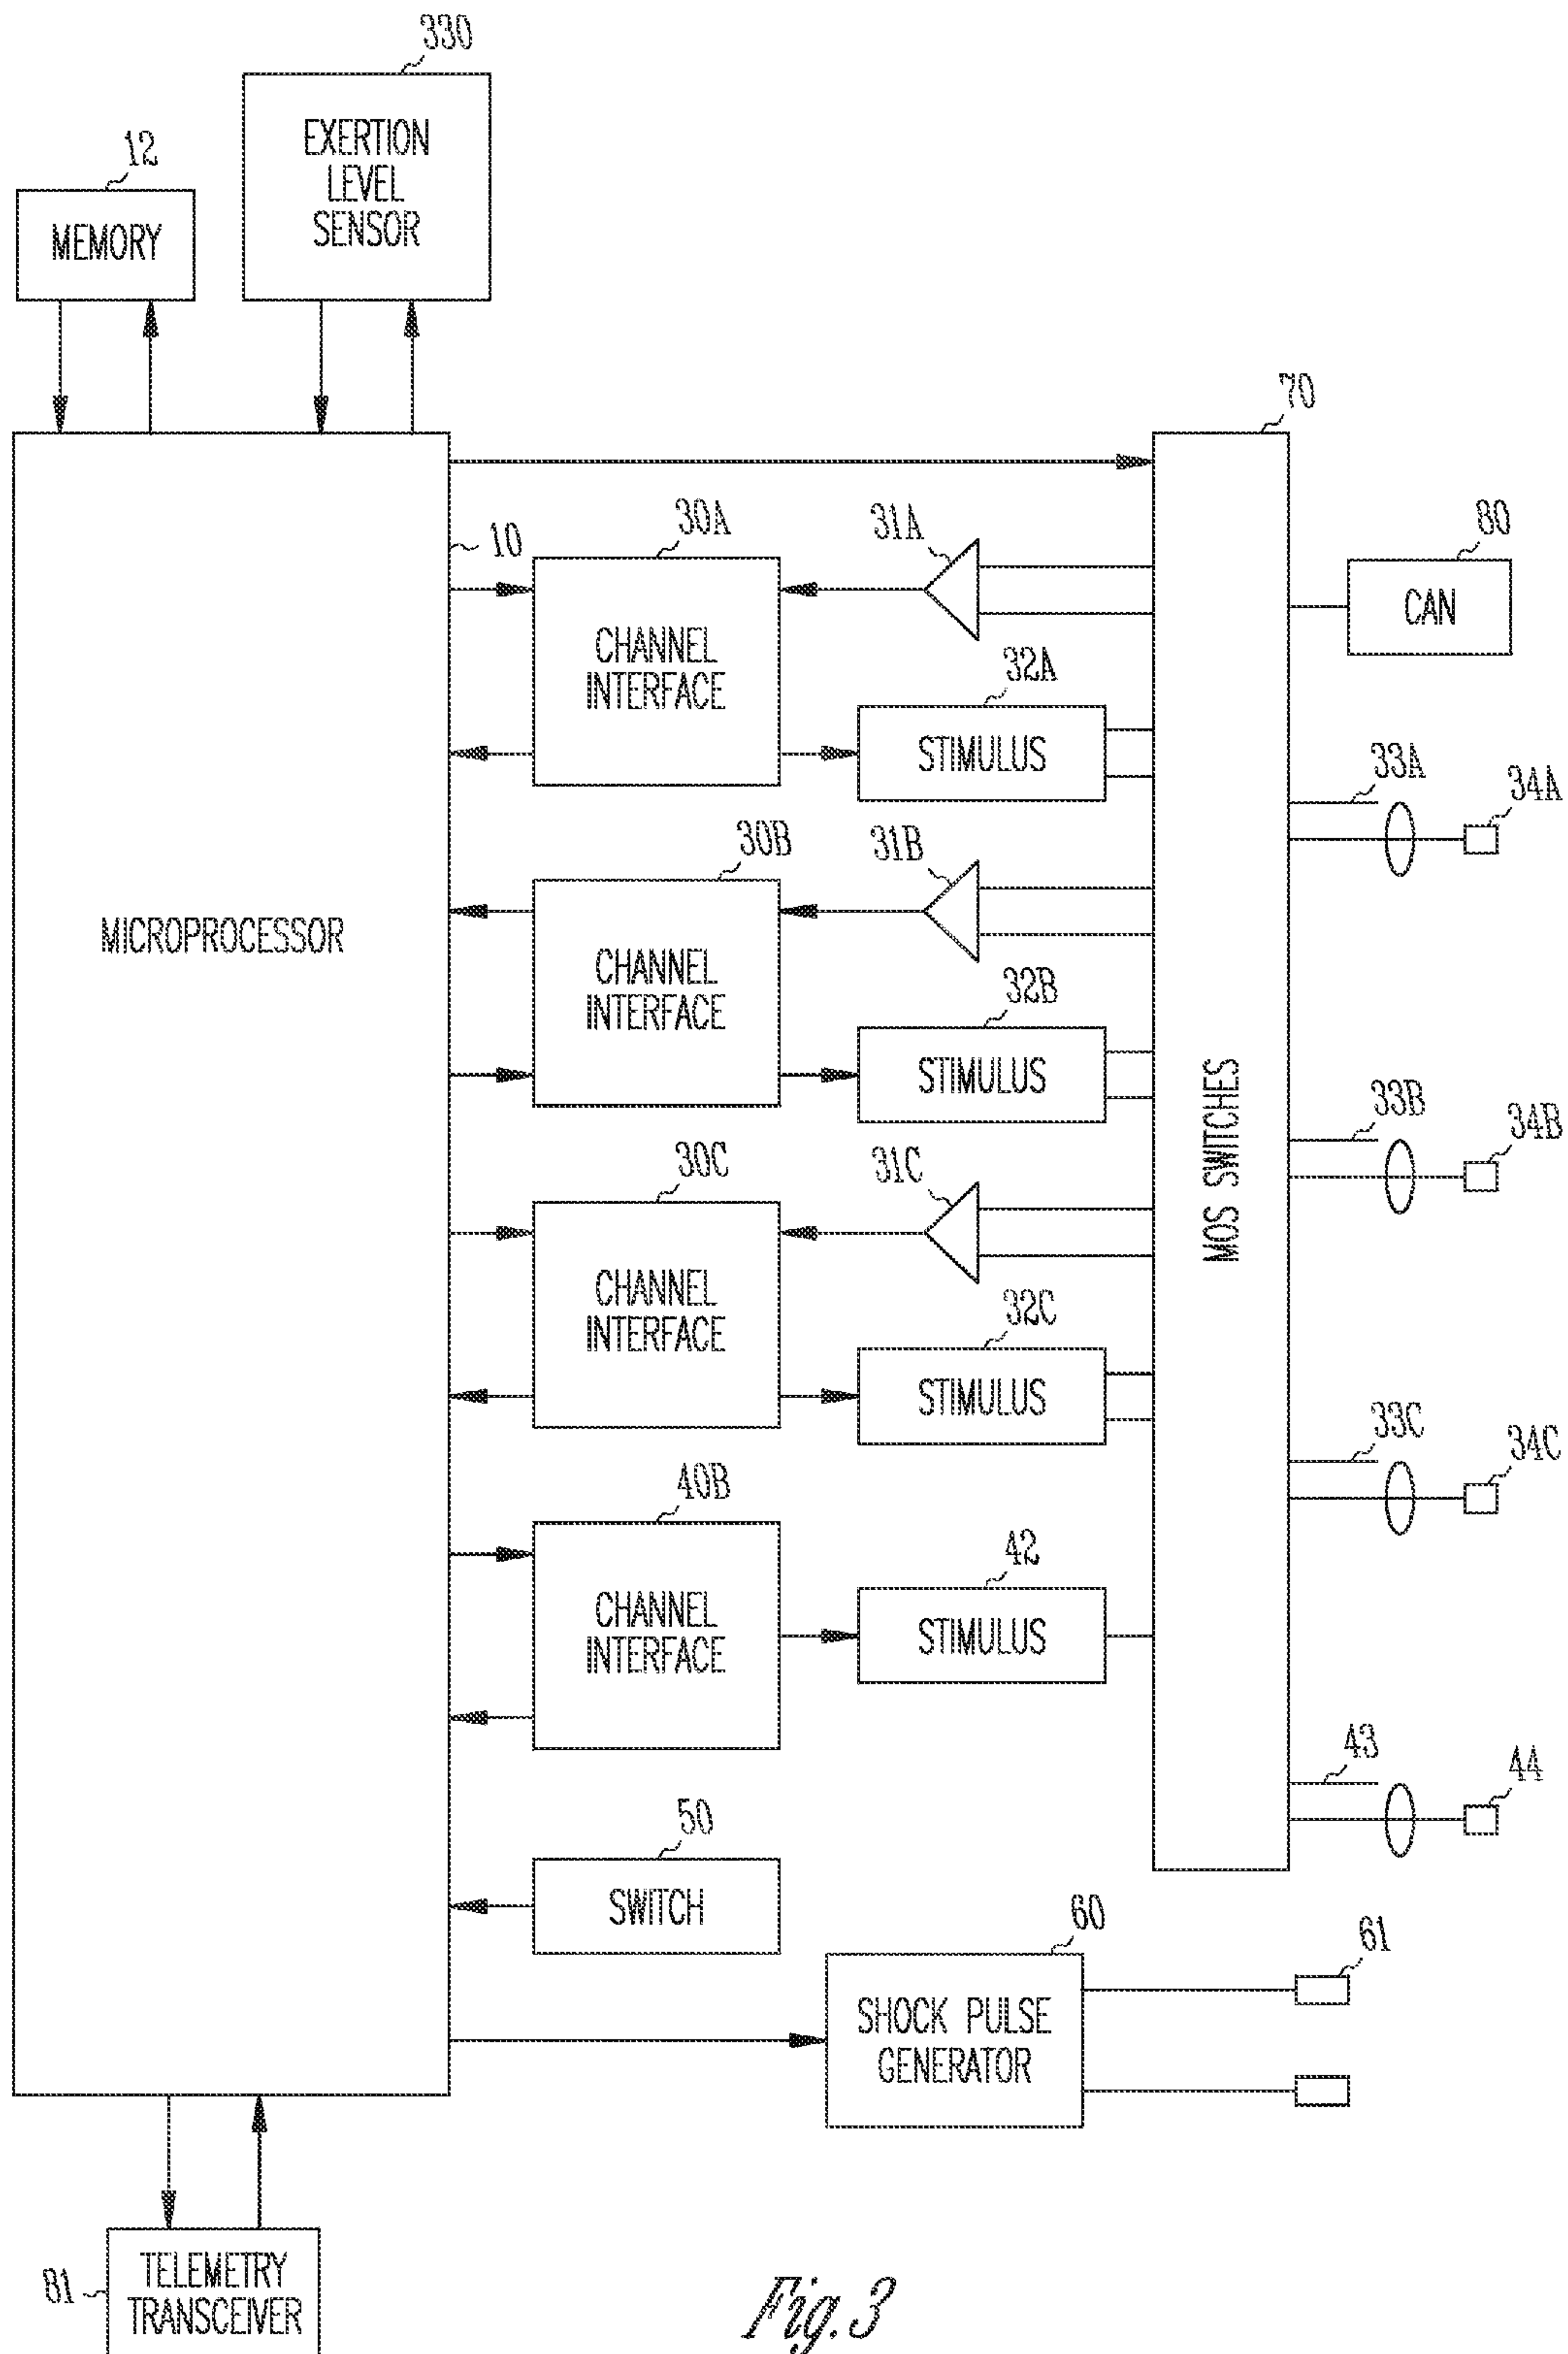 330
EXERTION
LEVEL
SENSOR
12
MEMORY
70
10
30A
31A
80
CAN
CHANNEL
INTERFACE
32A
STIMULUS
33A
34A
30B
31B
MICROPROCESSOR
CHANNEL
INTERFACE
32B
STIMULUS
MOS SWITCHES
33B
34B
30C
31C
CHANNEL
INTERFACE
32C
STIMULUS
33C
34C
40B
42
CHANNEL
INTERFACE
STIMULUS
43
44
50
SWITCH
60
61
SHOCK PULSE
GENERATOR
81
TELEMETRY
TRANSCEIVER
Fig. 3